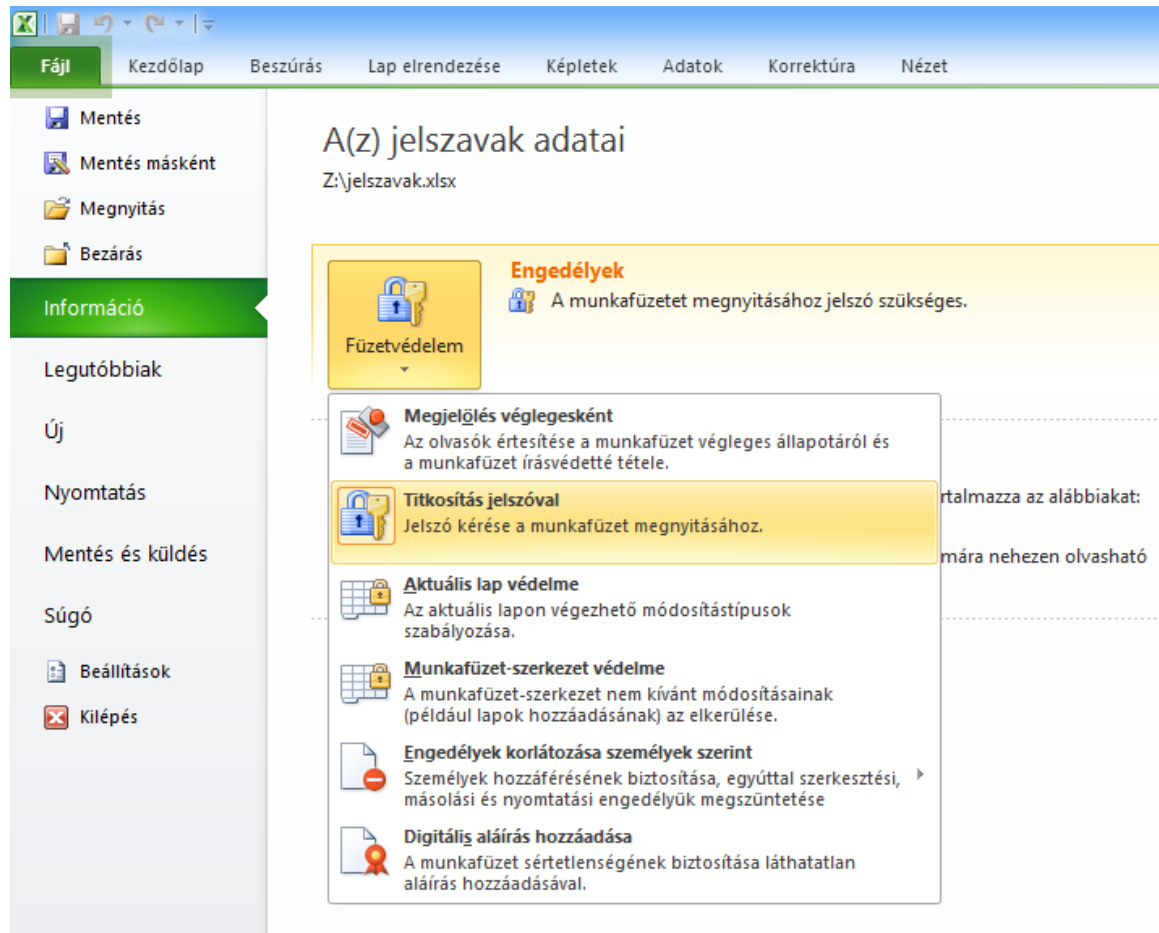 Fájl Kezdőlap Beszúrás Lap elrendezése Képletek Adatok Korrektúra Nézet
Mentés
Mentés másként
Megnyitás
Bezárás
Információ
Legutóbbiak
Új
Nyomtatás
Mentés és küldés
Súgó
Beállítások
Kilépés
A(z) jelszavak adatai
Z:\jelszavak.xlsx
Füzetvédelem
Engedélyek
A munkafüzetet megnyitásához jelszó szükséges.
Megjelölés véglegesként
Az olvasók értesítése a munkafüzet végleges állapotáról és
a munkafüzet írásvédetté tétele.
Titkosítás jelszóval
Jelszó kérése a munkafüzet megnyitásához.
Aktuális lap védelme
Az aktuális lapon végezhető módosítástípusok
szabályozása.
Munkafüzet-szerkezet védelme
A munkafüzet-szerkezet nem kívánt módosításainak
(például lapok hozzáadásának) az elkerülése.
Engedélyek korlátozása személyek szerint
Személyek hozzáférésének biztosítása, egyúttal szerkesztési,
másolási és nyomtatási engedélyük megszüntetése
Digitális aláírás hozzáadása
A munkafüzet sértetlenségének biztosítása láthatatlan
aláírás hozzáadásával.
rtalmazza az alábbiakat:
mára nehezen olvasható